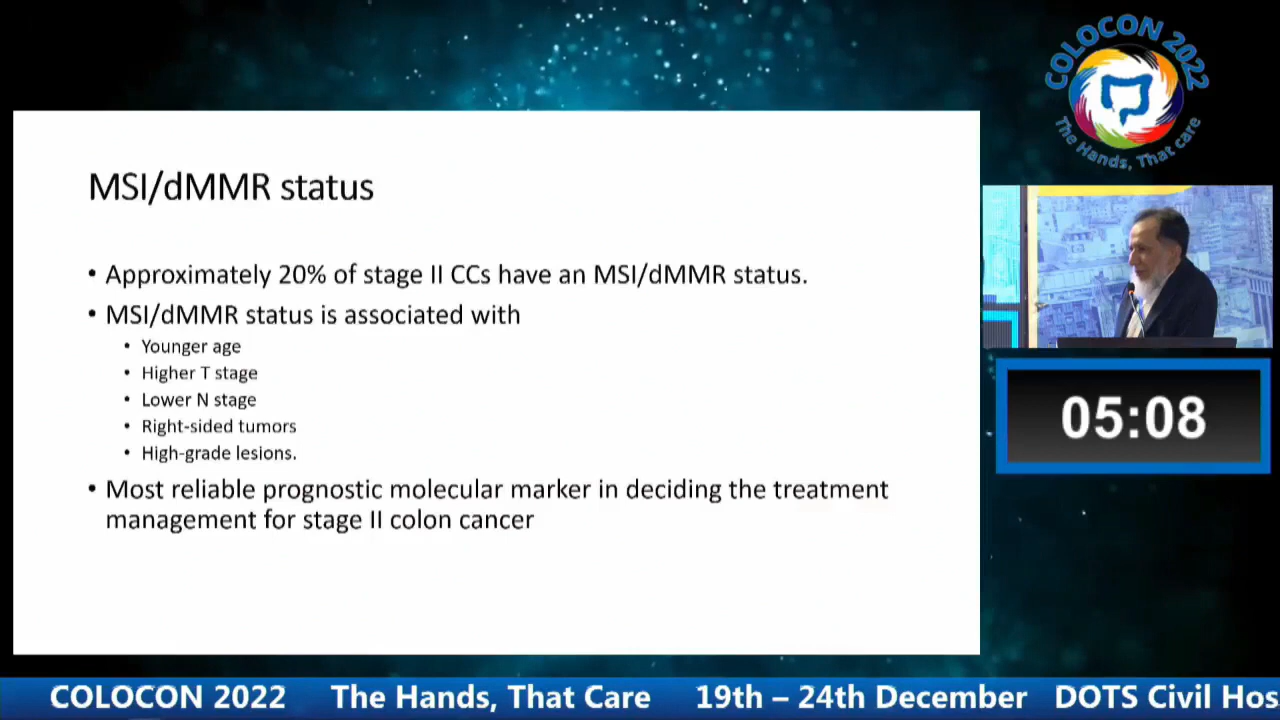 COLOCON 2022
The Hands, That care
MSI/dMMR status
• Approximately 20% of stage II CCs have an MSI/dMMR status.
• MSI/dMMR status is associated with
• Younger age
• Higher T stage
• Lower N stage
• Right-sided tumors
• High-grade lesions.
• Most reliable prognostic molecular marker in deciding the treatment
management for stage II colon cancer
05:08
COLOCON 2022 The Hands, That Care 19th – 24th December DOTS Civil Hos